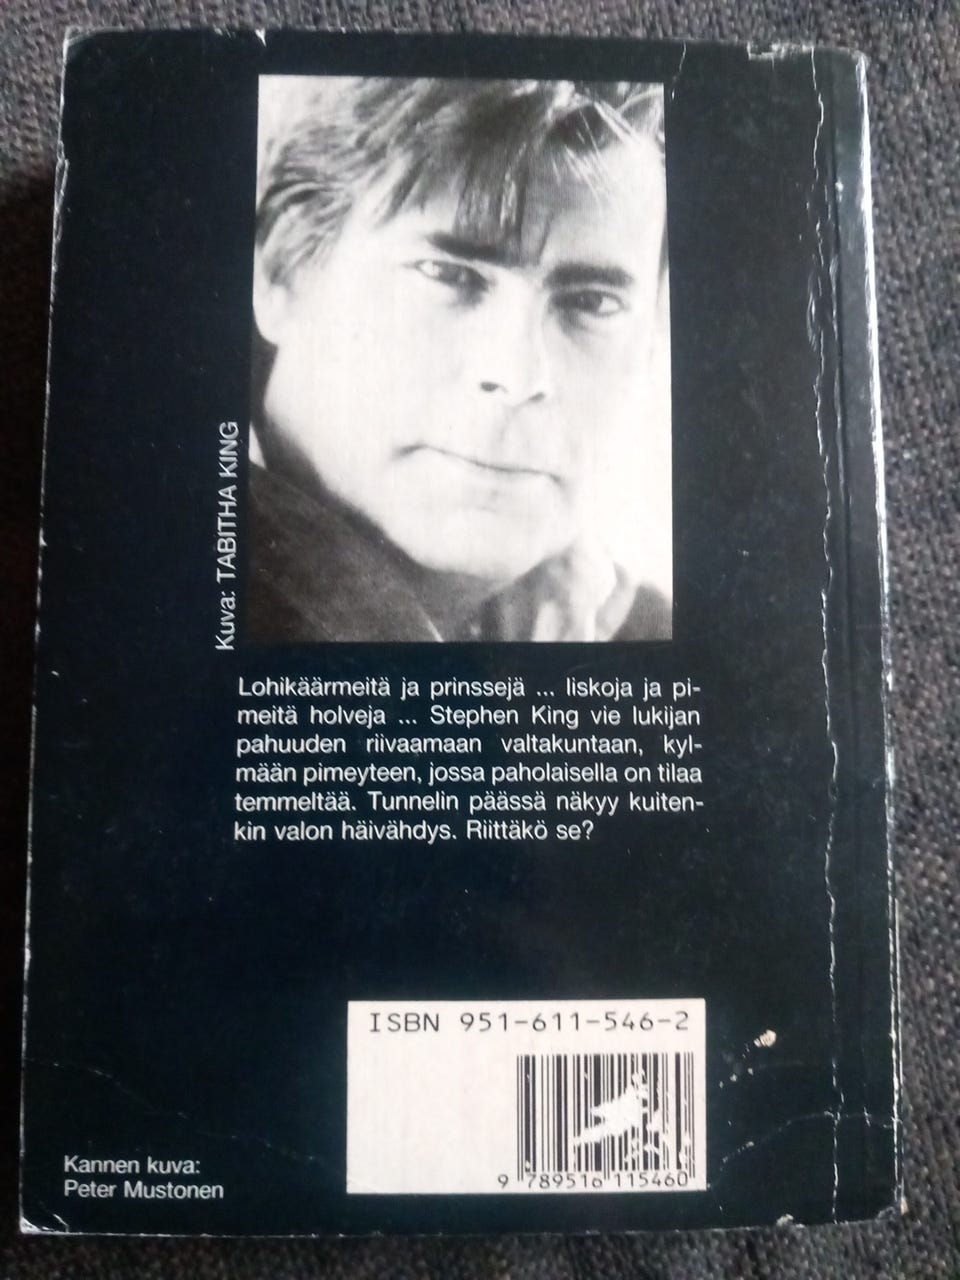 Kuva: TABITHA KING
Lohikäärmeitä ja prinssejä ... liskoja ja pi-
meitä holveja ... Stephen King vie lukijan
pahuuden riivaamaan valtakuntaan, kyl-
mään pimeyteen, jossa paholaisella on tilaa
temmeltää. Tunnelin päässä näkyy kuiten-
kin valon häivähdys. Riittäkö se?
ISBN 951-611-546-2
9 789516 115460
Kannen kuva:
Peter Mustonen